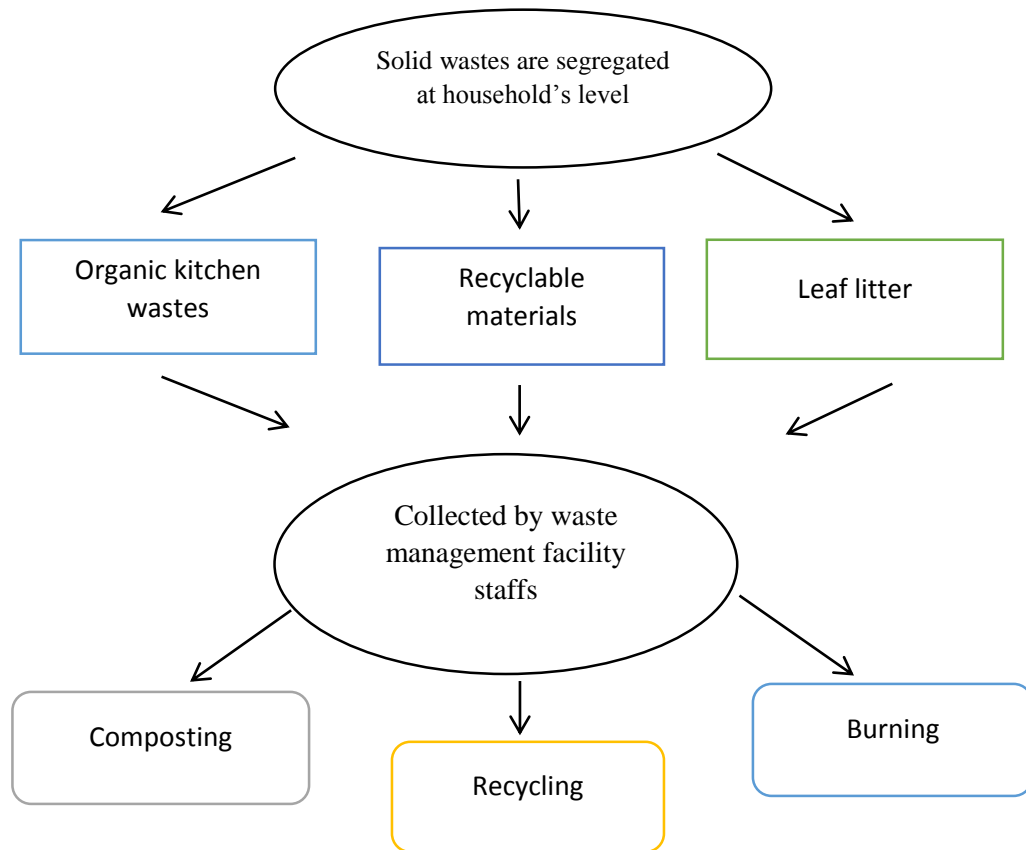 Solid wastes are segregated
at household’s level
Organic kitchen
wastes
Recyclable
materials
Leaf litter
Collected by waste
management facility
staffs
Composting
Recycling
Burning